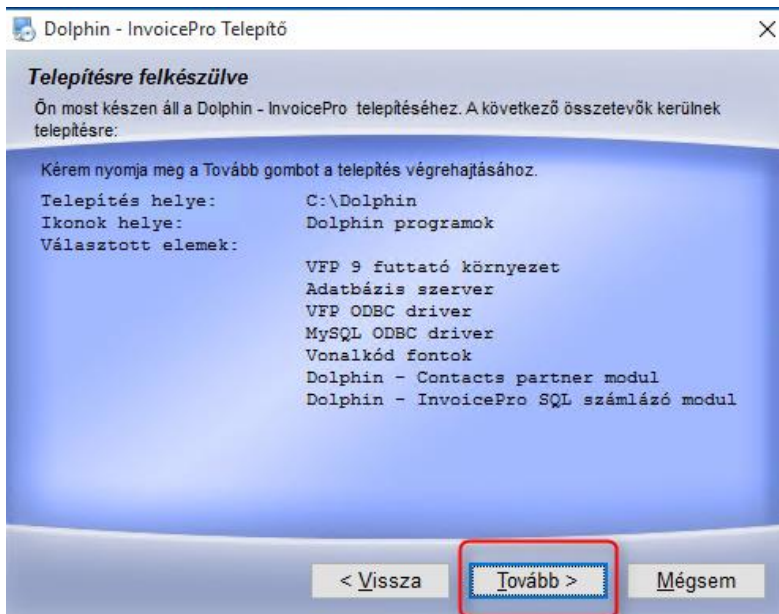 Dolphin - InvoicePro Telepítő
Telepítésre felkészülve
Ön most készen áll a Dolphin - InvoicePro telepítéséhez. A következő összetevők kerülnek
telepítésre:
Kérem nyomja meg a Tovább gombot a telepítés végrehajtásához.
Telepítés helye: C:\Dolphin
Ikonok helye: Dolphin programok
Választott elemek:
VFP 9 futtató környezet
Adatbázis szerver
VFP ODBC driver
MySQL ODBC driver
Vonalkód fontok
Dolphin - Contacts partner modul
Dolphin - InvoicePro SQL számlázó modul
< Vissza Tovább > Mégsem